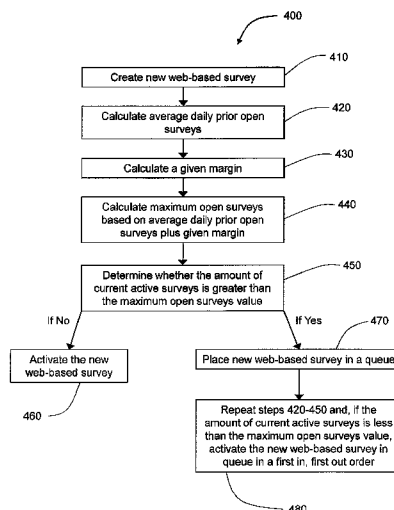 400
Create new web-based survey
410
Calculate average daily prior open
surveys
420
Calculate a given margin
430
Calculate maximum open surveys
based on average daily prior open
surveys plus given margin
440
Determine whether the amount of
current active surveys is greater than
the maximum open surveys value
450
If No
If Yes
Activate the new
web-based survey
460
Place new web-based survey in a queue
470
Repeat steps 420-450 and, if the
amount of current active surveys is less
than the maximum open surveys value,
activate the new web-based survey in
queue in a first in, first out order
480